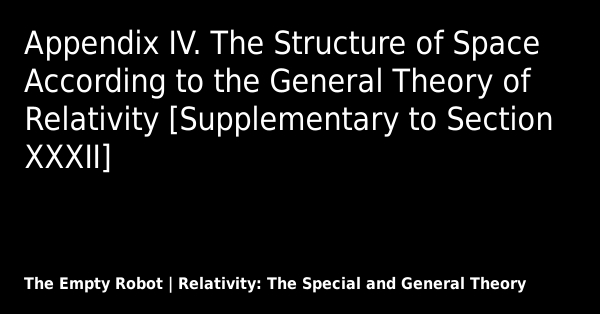 Appendix IV. The Structure of Space
According to the General Theory of
Relativity [Supplementary to Section
XXXII]
The Empty Robot | Relativity: The Special and General Theory